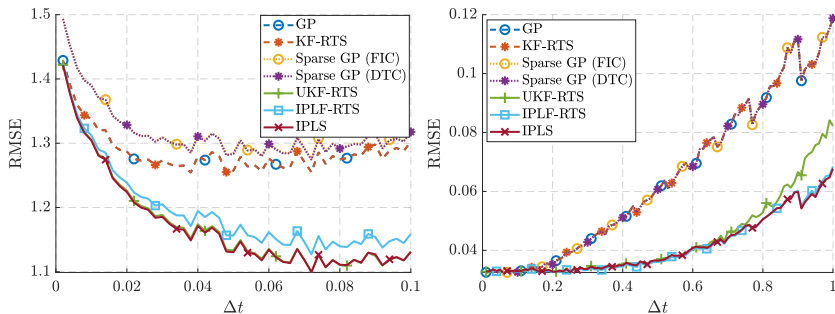 1.5
1.4
1.3
1.2
1.1
RMSE
0
0.02
0.04
0.06
0.08
0.1
Δt
GP
KF-RTS
Sparse GP (FIC)
Sparse GP (DTC)
UKF-RTS
IPLF-RTS
IPLS
0.12
0.1
0.08
0.06
0.04
RMSE
0
0.2
0.4
0.6
0.8
1
Δt
GP
KF-RTS
Sparse GP (FIC)
Sparse GP (DTC)
UKF-RTS
IPLF-RTS
IPLS